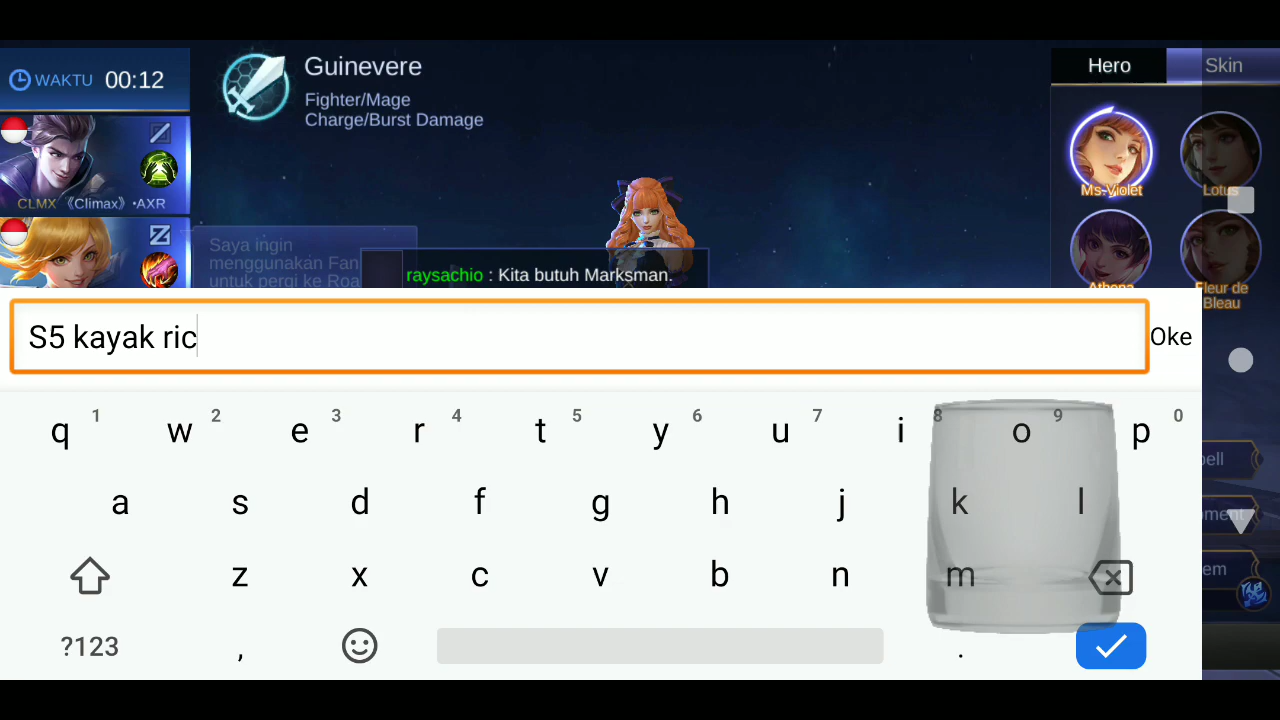 WAKTU 00:12
Guinevere
Fighter/Mage
Charge/Burst Damage
Hero
Skin
CLMX 《Climax》•AXR
Ms·Violet
Lotus
Athena
Fleur de
Bleau
Saya ingin
menggunakan Fan
untuk pergi ke Roa
raysachio : Kita butuh Marksman.
S5 kayak ric
Oke
q 1 w 2 e 3 r 4 t 5 y 6 u 7 i 8 o 9 p 0
a s d f g h j k l
z x c v b n m
?123 , .